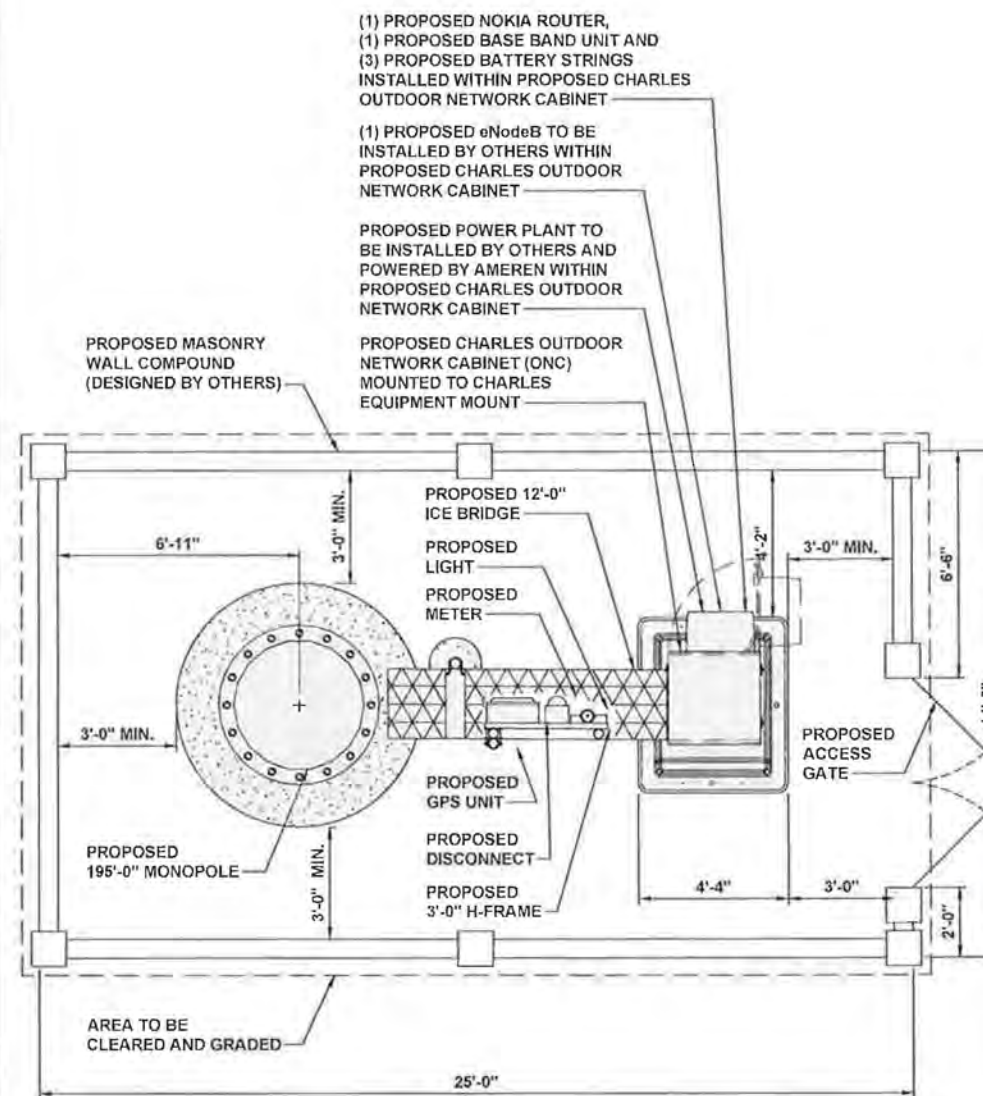 (1) PROPOSED NOKIA ROUTER,
(1) PROPOSED BASE BAND UNIT AND
(3) PROPOSED BATTERY STRINGS
INSTALLED WITHIN PROPOSED CHARLES
OUTDOOR NETWORK CABINET
(1) PROPOSED eNodeB TO BE
INSTALLED BY OTHERS WITHIN
PROPOSED CHARLES OUTDOOR
NETWORK CABINET
PROPOSED POWER PLANT TO
BE INSTALLED BY OTHERS AND
POWERED BY AMEREN WITHIN
PROPOSED CHARLES OUTDOOR
NETWORK CABINET
PROPOSED CHARLES OUTDOOR
NETWORK CABINET (ONC)
MOUNTED TO CHARLES
EQUIPMENT MOUNT
PROPOSED MASONRY
WALL COMPOUND
(DESIGNED BY OTHERS)
6'-11"
3'-0" MIN.
PROPOSED 12'-0"
ICE BRIDGE
PROPOSED
LIGHT
PROPOSED
METER
4'-2"
3'-0" MIN.
6'-6"
3'-0" MIN.
PROPOSED
ACCESS
GATE
PROPOSED
GPS UNIT
PROPOSED
DISCONNECT
PROPOSED
3'-0" H-FRAME
PROPOSED
195'-0" MONOPOLE
3'-0" MIN.
4'-4"
3'-0"
2'-0"
AREA TO BE
CLEARED AND GRADED
25'-0"